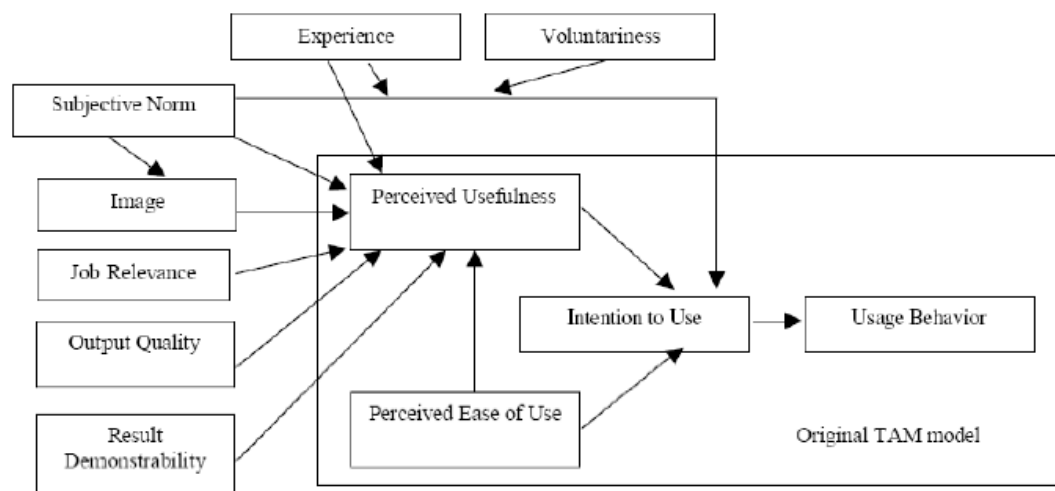 Experience
Voluntariness
Subjective Norm
Image
Perceived Usefulness
Job Relevance
Output Quality
Intention to Use
Usage Behavior
Result
Demonstrability
Perceived Ease of Use
Original TAM model